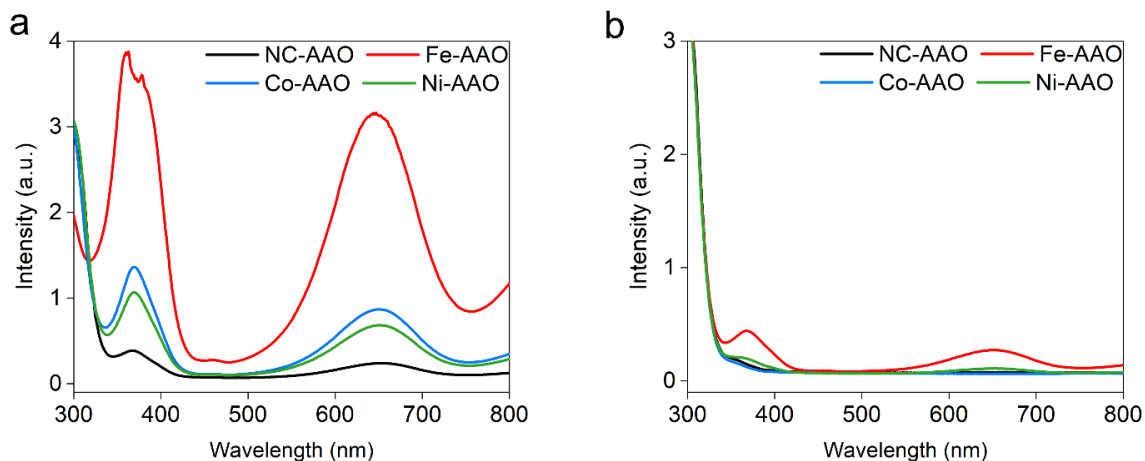 a
NC-AAO Fe-AAO
Co-AAO Ni-AAO
Intensity (a.u.)
4
3
2
1
0
300 400 500 600 700 800
Wavelength (nm)
b
NC-AAO Fe-AAO
Co-AAO Ni-AAO
Intensity (a.u.)
3
2
1
0
300 400 500 600 700 800
Wavelength (nm)